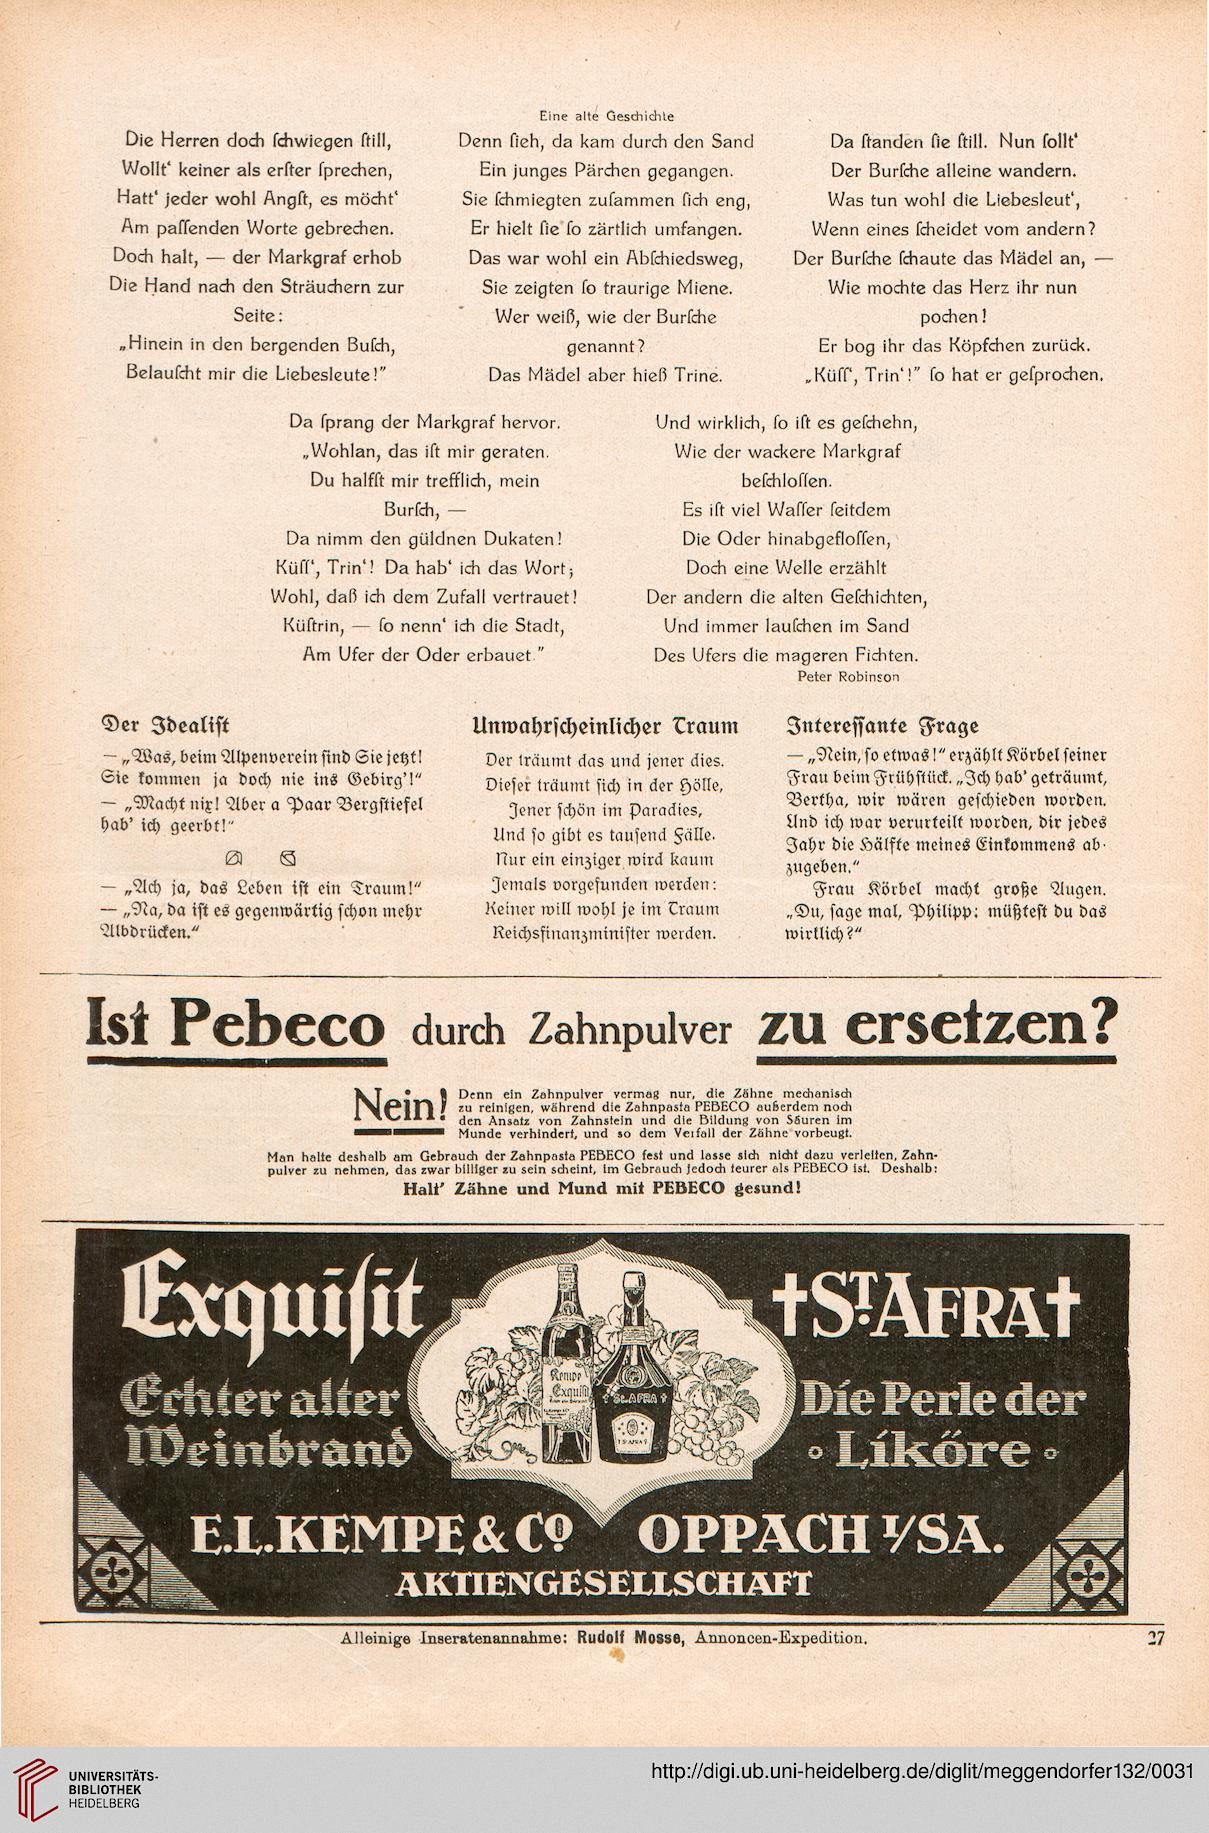 Eine alte Geschichte
Die Herren doch ſchwiegen ſtill,
Wollt' keiner als erſter ſprechen,
Hatt' jeder wohl Angſt, es möcht'
Am paſſenden Worte gebrechen.
Doch halt, — der Markgraf erhob
Die Hand nach den Sträuchern zur
Seite:
„Hinein in den bergenden Buſch,
Belauſcht mir die Liebesleute!"
Denn ſieh, da kam durch den Sand
Ein junges Pärchen gegangen.
Sie ſchmiegten zuſammen ſich eng,
Er hielt ſie ſo zärtlich umfangen.
Das war wohl ein Abſchiedsweg,
Sie zeigten ſo traurige Miene.
Wer weiß, wie der Burſche
genannt?
Das Mädel aber hieß Trine.
Da ſtanden ſie ſtill. Nun ſollt'
Der Burſche alleine wandern.
Was tun wohl die Liebesleut',
Wenn eines ſcheidet vom andern?
Der Burſche ſchaute das Mädel an, —
Wie mochte das Herz ihr nun
pochen!
Er bog ihr das Köpfchen zurück.
„Küſſ', Trin'!" ſo hat er geſprochen.
Da ſprang der Markgraf hervor.
„Wohlan, das iſt mir geraten.
Du halfſt mir trefflich, mein
Burſch, —
Da nimm den güldnen Dukaten!
Küſſ', Trin'! Da hab' ich das Wort;
Wohl, daß ich dem Zufall vertrauet!
Küſtrin, — ſo nenn' ich die Stadt,
Am Ufer der Oder erbauet."
Und wirklich, ſo iſt es geſchehn,
Wie der wackere Markgraf
beſchloſſen.
Es iſt viel Waſſer ſeitdem
Die Oder hinabgefloſſen,
Doch eine Welle erzählt
Der andern die alten Geſchichten,
Und immer lauſchen im Sand
Des Ufers die mageren Fichten.
Peter Robinson
Der Idealiſt
— „Was, beim Alpenverein ſind Sie jetzt!
Sie kommen ja doch nie ins Gebirg'!"
— „Macht nix! Aber a Paar Bergſtiefel
hab' ich geerbt!"
— „Ach ja, das Leben iſt ein Traum!"
— „Na, da iſt es gegenwärtig ſchon mehr
Albdrücken."
Unwahrſcheinlicher Traum
Der träumt das und jener dies.
Dieſer träumt ſich in der Hölle,
Jener ſchön im Paradies,
Und ſo gibt es tauſend Fälle.
Nur ein einziger wird kaum
Jemals vorgefunden werden:
Keiner will wohl je im Traum
Reichsfinanzminiſter werden.
Intereſſante Frage
— „Nein, ſo etwas!" erzählt Körbel ſeiner
Frau beim Frühſtück. „Ich hab' geträumt,
Bertha, wir wären geſchieden worden.
Und ich war verurteilt worden, dir jedes
Jahr die Hälfte meines Einkommens ab-
zugeben."
Frau Körbel macht große Augen.
„Du, ſage mal, Philipp: müßteſt du das
wirklich?"
Ist Pebeco durch Zahnpulver zu ersetzen?
Nein! Denn ein Zahnpulver vermag nur, die Zähne mechanisch
zu reinigen, während die Zahnpasta PEBECO außerdem noch
den Ansatz von Zahnstein und die Bildung von Säuren im
Munde verhindert, und so dem Verfall der Zähne vorbeugt.
Man halte deshalb am Gebrauch der Zahnpasta PEBECO fest und lasse sich nicht dazu verleiten, Zahn-
pulver zu nehmen, das zwar billiger zu sein scheint, im Gebrauch jedoch teurer als PEBECO ist. Deshalb:
Halt' Zähne und Mund mit PEBECO gesund!
Exquiſit
Echter alter
Weinbrand
Kempe
Exquiſit
† ST. AFRA †
† ST. AFRA †
†ST. AFRA†
Die Perle der
Liköre
E.L.KEMPE & Co OPPACH i/SA.
AKTIENGESELLSCHAFT
Alleinige Inseratenannahme: Rudolf Mosse, Annoncen-Expedition.
27
UNIVERSITÄTS-
BIBLIOTHEK
HEIDELBERG
http://digi.ub.uni-heidelberg.de/diglit/meggendorfer132/0031